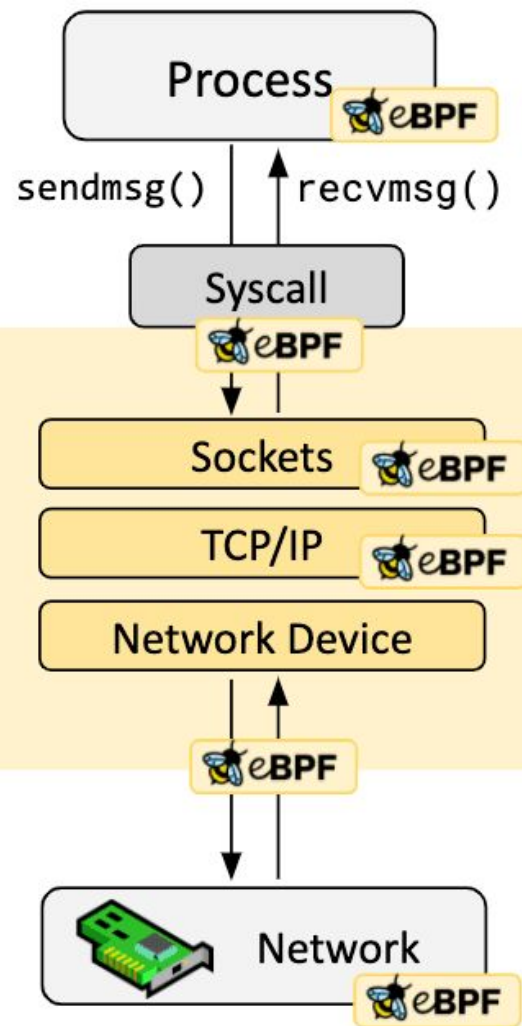 Process
eBPF
sendmsg() recvmsg()
Syscall
eBPF
Sockets
eBPF
TCP/IP
eBPF
Network Device
eBPF
Network
eBPF